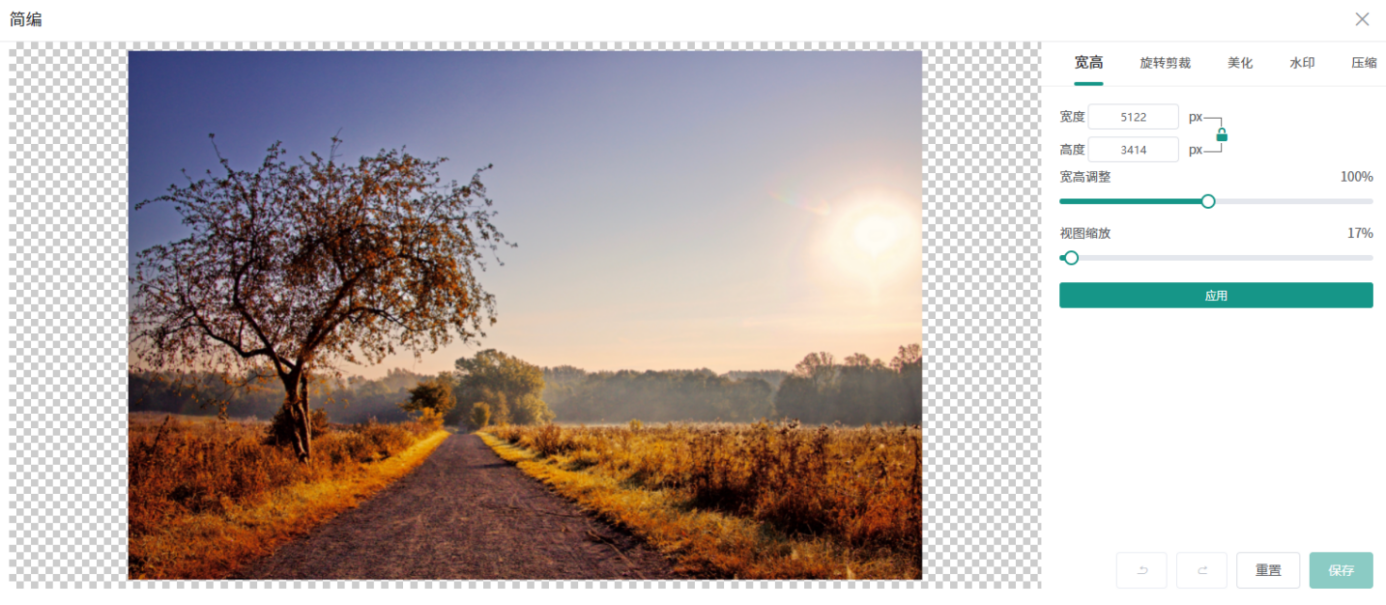 简编
宽高 旋转剪裁 美化 水印 压缩
宽度 5122 px
高度 3414 px
宽高调整 100%
视图缩放 17%
应用
重置 保存